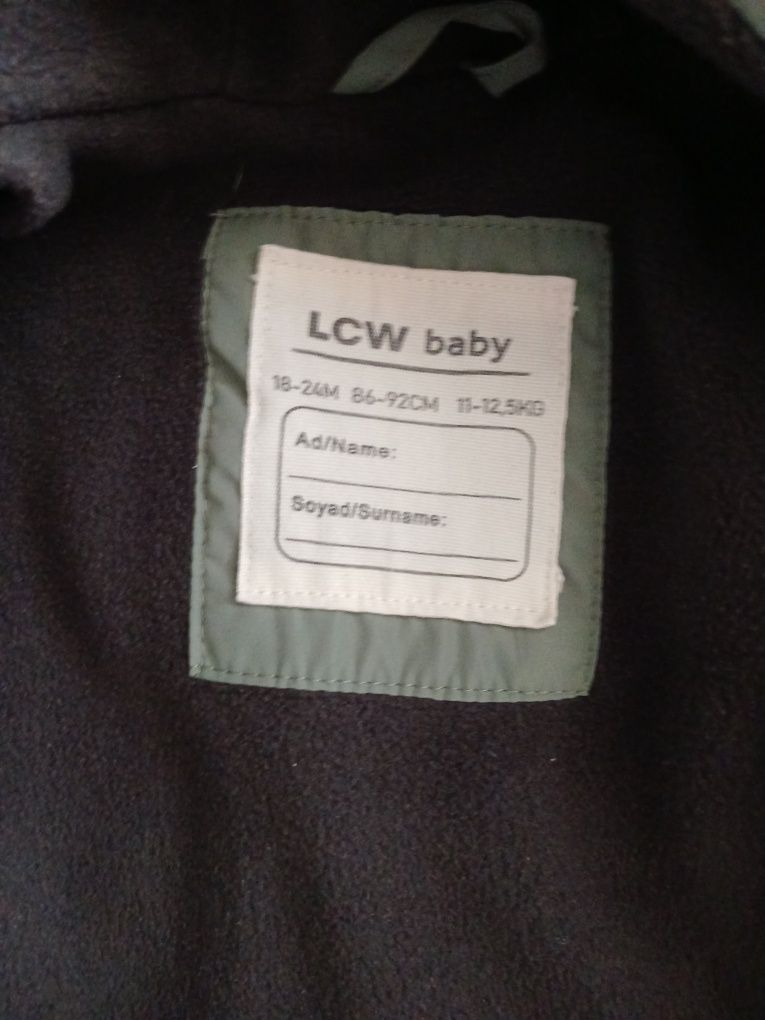 LCW baby
18-24M 86-92CM 11-12,5KG
Ad/Name:
Soyad/Surname: